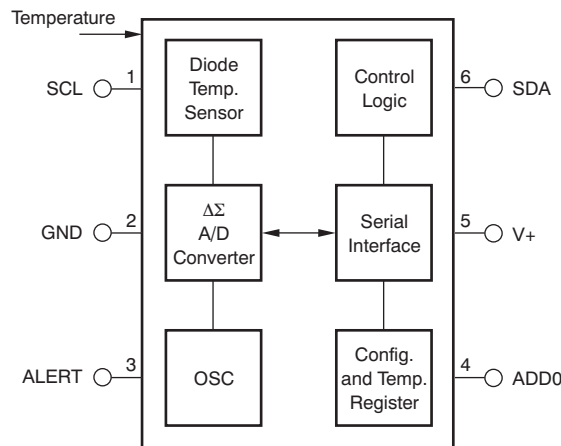 Temperature
SCL
1
Diode
Temp.
Sensor
Control
Logic
6
SDA
GND
2
ΔΣ
A/D
Converter
Serial
Interface
5
V+
ALERT
3
OSC
Config.
and Temp.
Register
4
ADD0